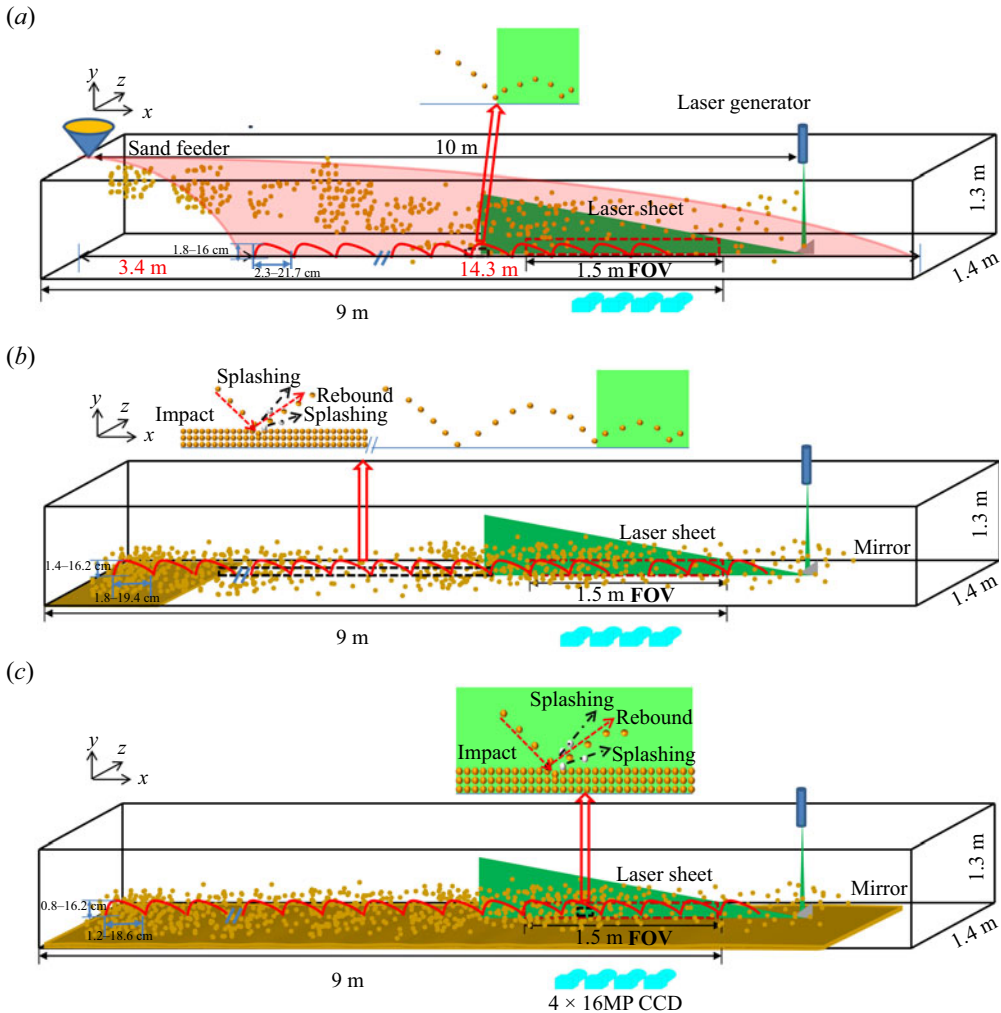 (a)
y
z
x
Sand feeder
Laser generator
10 m
1.3 m
Laser sheet
1.8–16 cm
3.4 m
2.3–21.7 cm
14.3 m
1.5 m FOV
1.4 m
9 m
(b)
y
z
x
Splashing
Rebound
Impact
Splashing
1.3 m
Laser sheet
Mirror
1.4–16.2 cm
1.8–19.4 cm
1.5 m FOV
1.4 m
9 m
(c)
y
z
x
Splashing
Rebound
Impact
Splashing
1.3 m
Laser sheet
Mirror
0.8–16.2 cm
1.2–18.6 cm
1.5 m FOV
1.4 m
9 m
4 × 16MP CCD